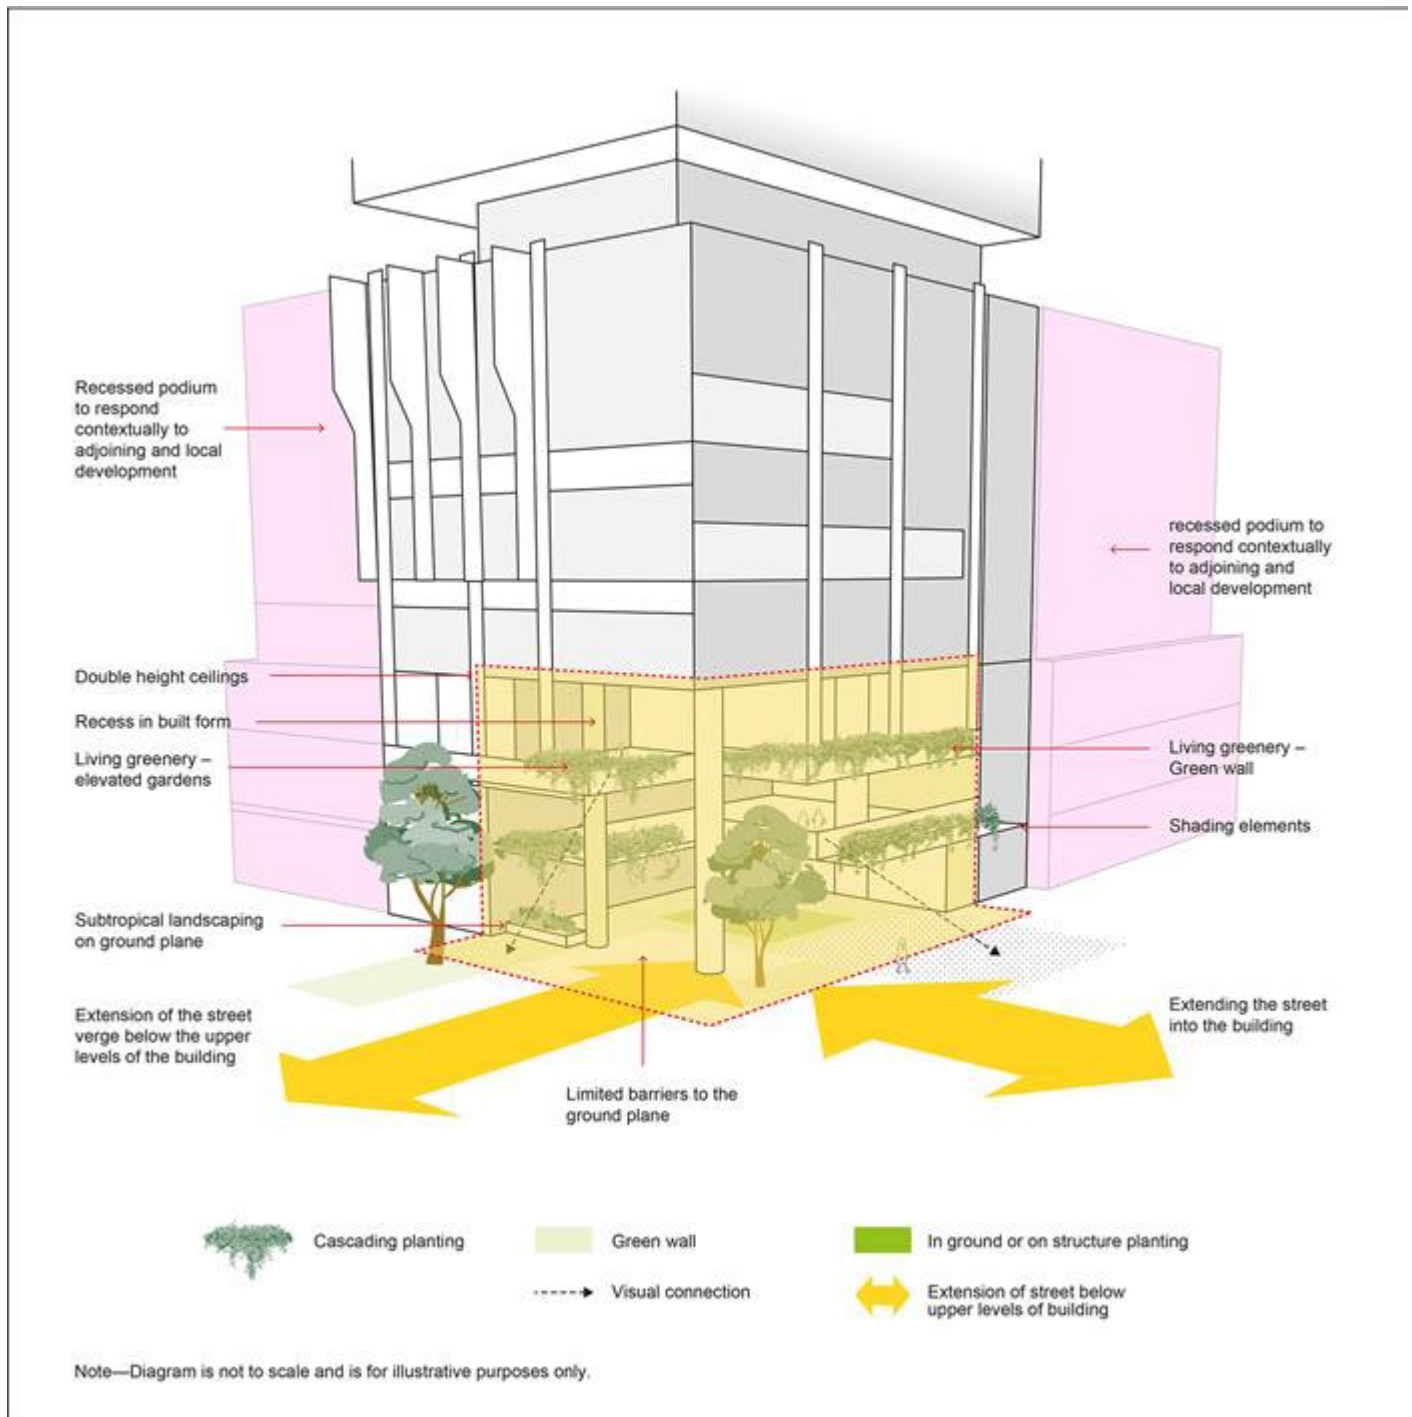 Recessed podium
to respond
contextually to
adjoining and local
development
recessed podium to
respond contextually
to adjoining and
local development
Double height ceilings
Recess in built form
Living greenery –
elevated gardens
Living greenery –
Green wall
Shading elements
Subtropical landscaping
on ground plane
Extension of the street
verge below the upper
levels of the building
Extending the street
into the building
Limited barriers to the
ground plane
Cascading planting
Green wall
In ground or on structure planting
Visual connection
Extension of street below
upper levels of building
Note—Diagram is not to scale and is for illustrative purposes only.